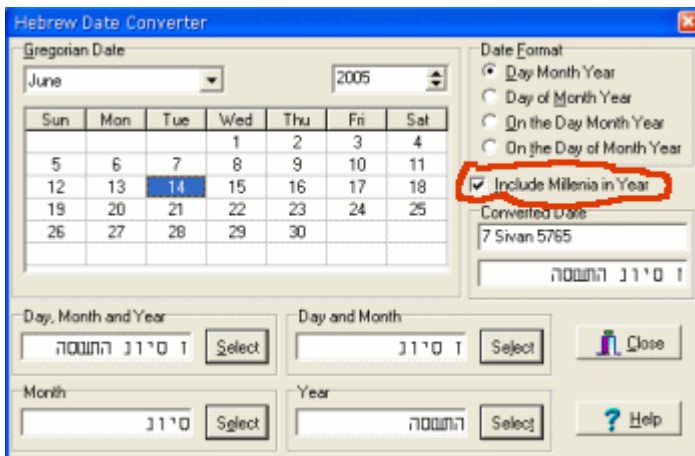 Hebrew Date Converter
Gregorian Date
June 2005
Sun Mon Tue Wed Thu Fri Sat
1 2 3 4
5 6 7 8 9 10 11
12 13 14 15 16 17 18
19 20 21 22 23 24 25
26 27 28 29 30
Date Format
Day Month Year
Day of Month Year
On the Day Month Year
On the Day of Month Year
Include Millenia in Year
Converted Date
7 Sivan 5765
ז סיונ התשסה
Day, Month and Year
ז סיונ התשסה Select
Day and Month
ז סיונ Select
Close
Month
סיונ Select
Year
התשסה Select
Help